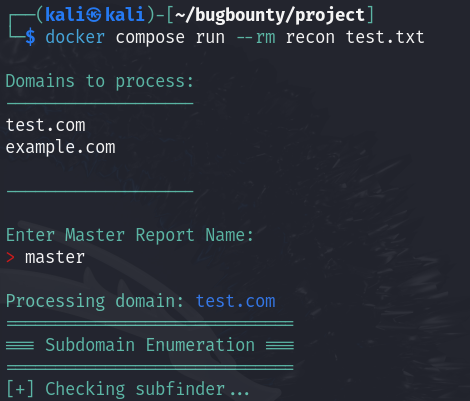 ┌──(kali㉿kali)-[~/bugbounty/project]
└─$ docker compose run --rm recon test.txt
Domains to process:
-------------------
test.com
example.com
-------------------
Enter Master Report Name:
> master
Processing domain: test.com
=============================
=== Subdomain Enumeration ===
=============================
[+] Checking subfinder...